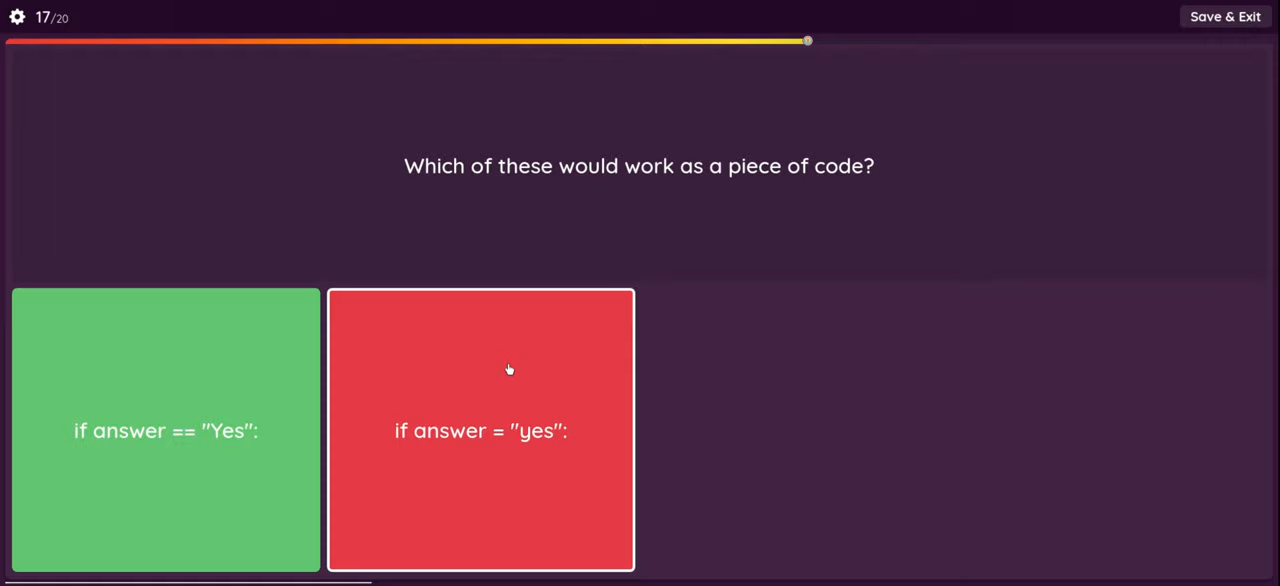 17/20
Save & Exit
Which of these would work as a piece of code?
if answer == "Yes":
if answer = "yes":